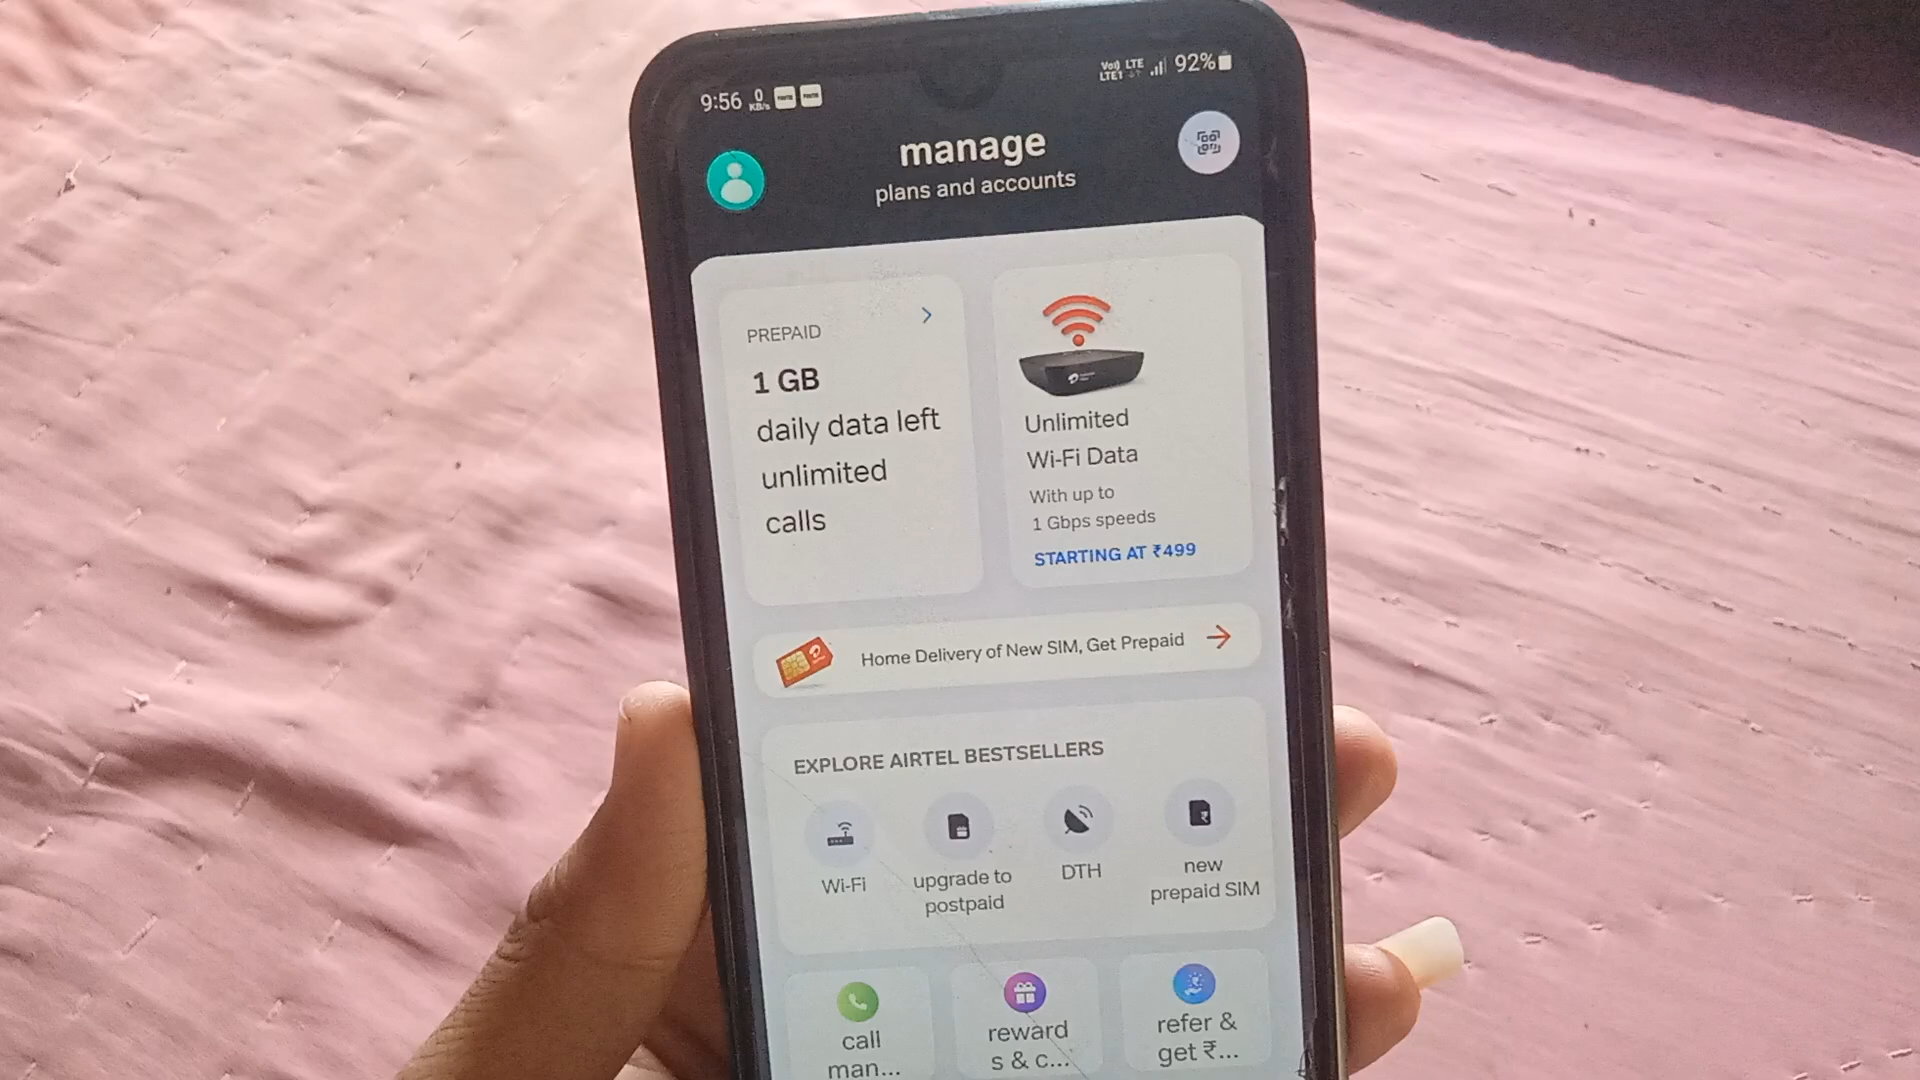 9:56 0 KB/s VoI) LTE LTE1 92%
manage
plans and accounts
PREPAID
1 GB
daily data left
unlimited
calls
Unlimited
Wi-Fi Data
With up to
1 Gbps speeds
STARTING AT ₹499
Home Delivery of New SIM, Get Prepaid
EXPLORE AIRTEL BESTSELLERS
Wi-Fi
upgrade to
postpaid
DTH
new
prepaid SIM
call
man...
reward
s & c...
refer &
get ₹...